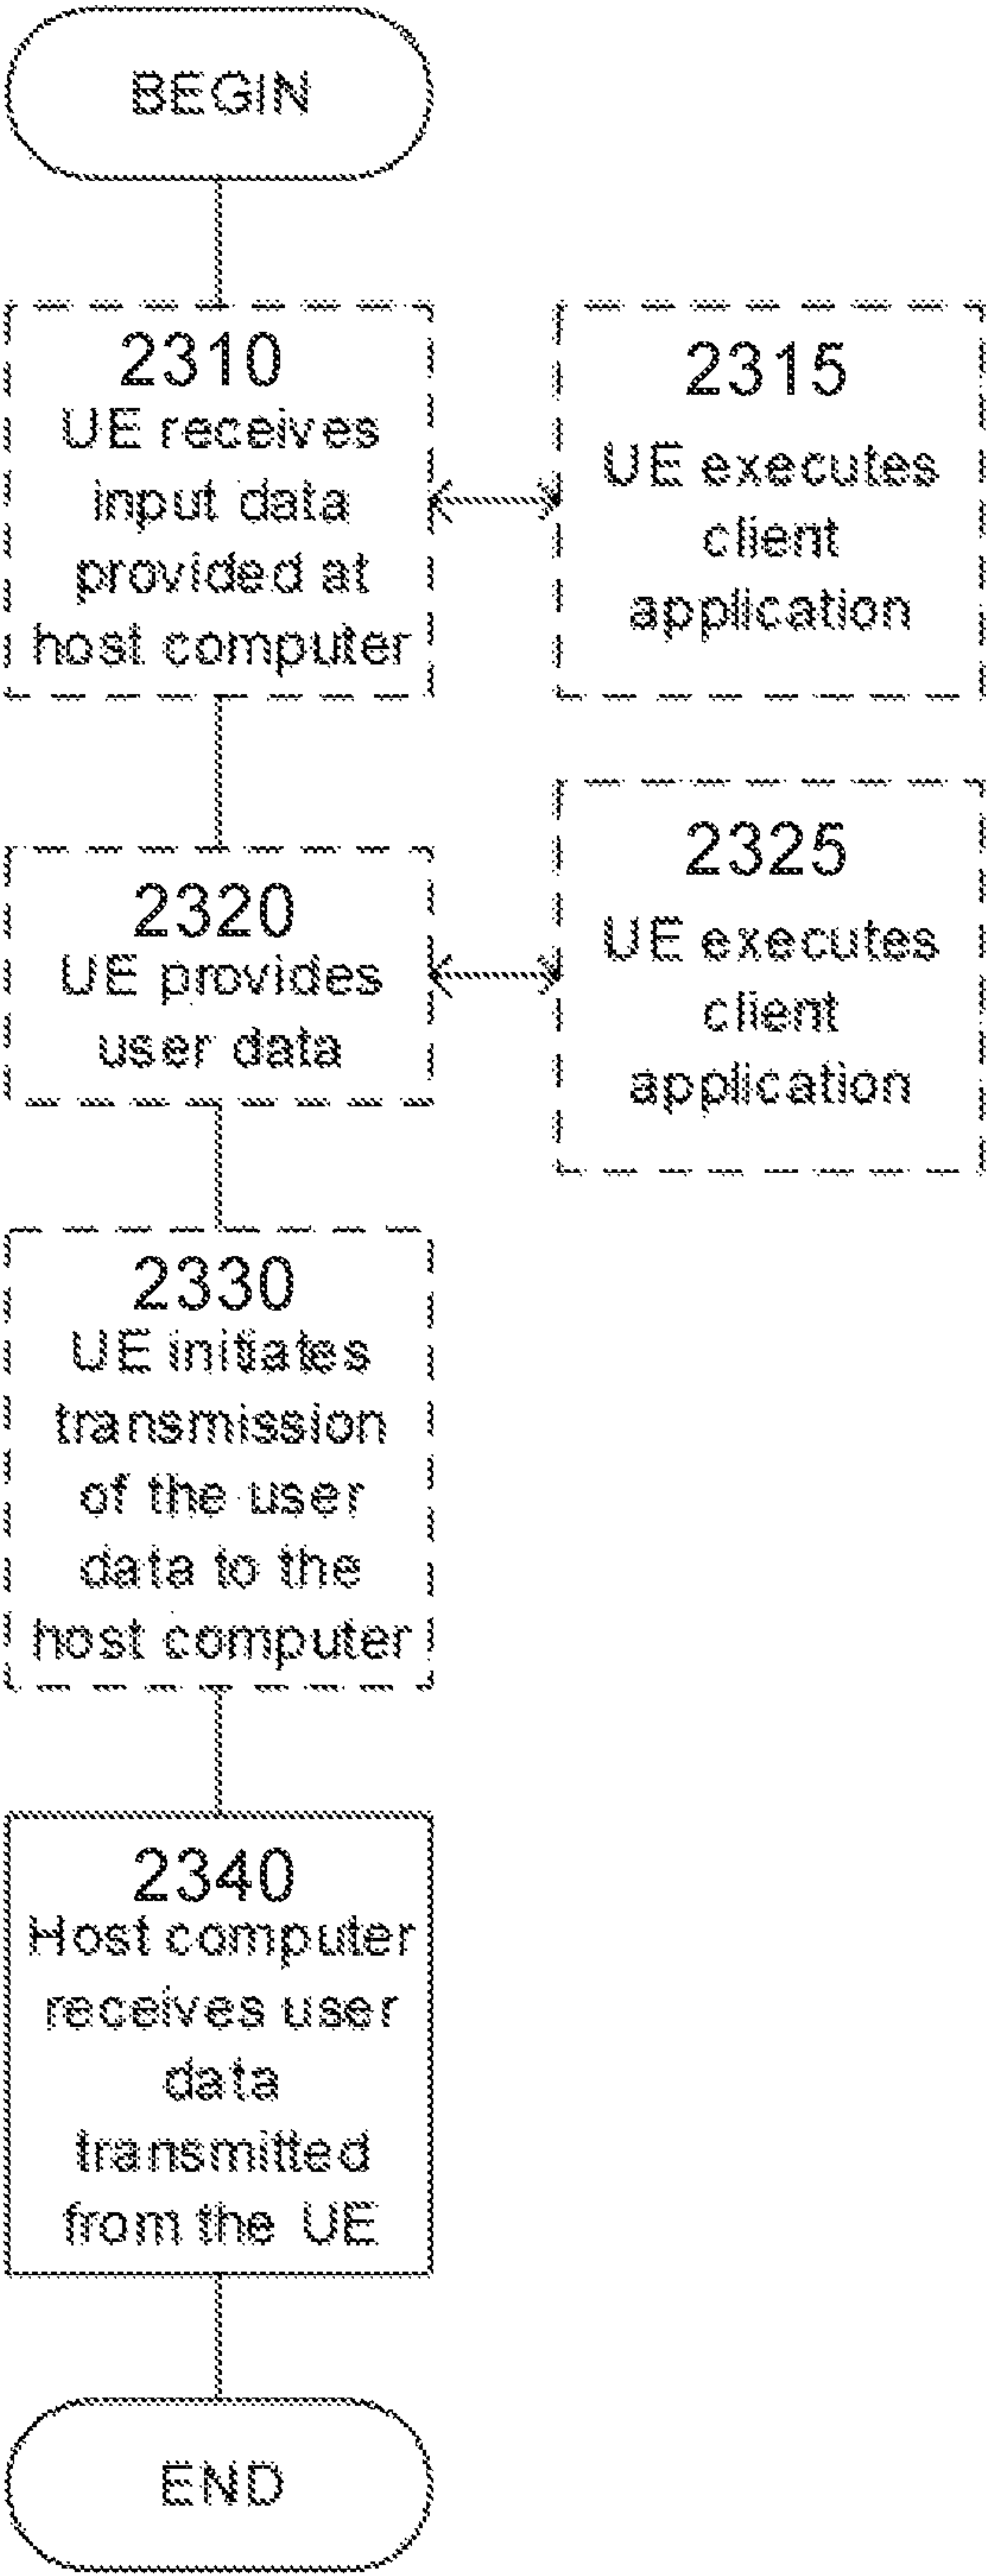 BEGIN
2310
UE receives
input data
provided at
host computer
2315
UE executes
client
application
2320
UE provides
user data
2325
UE executes
client
application
2330
UE initiates
transmission
of the user
data to the
host computer
2340
Host computer
receives user
data
transmitted
from the UE
END